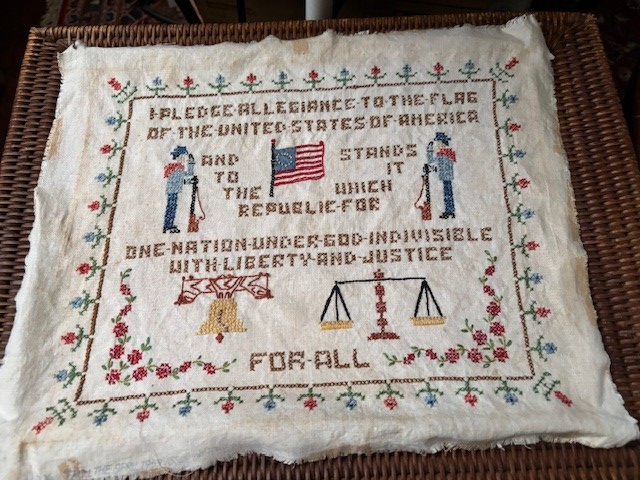 I·PLEDGE·ALLEGIANCE·TO·THE·FLAG
OF·THE·UNITED·STATES·OF·AMERICA
AND STANDS
TO IT
THE WHICH
REPUBLIC·FOR
ONE·NATION·UNDER·GOD·INDIVISIBLE
WITH·LIBERTY·AND·JUSTICE
FOR·ALL